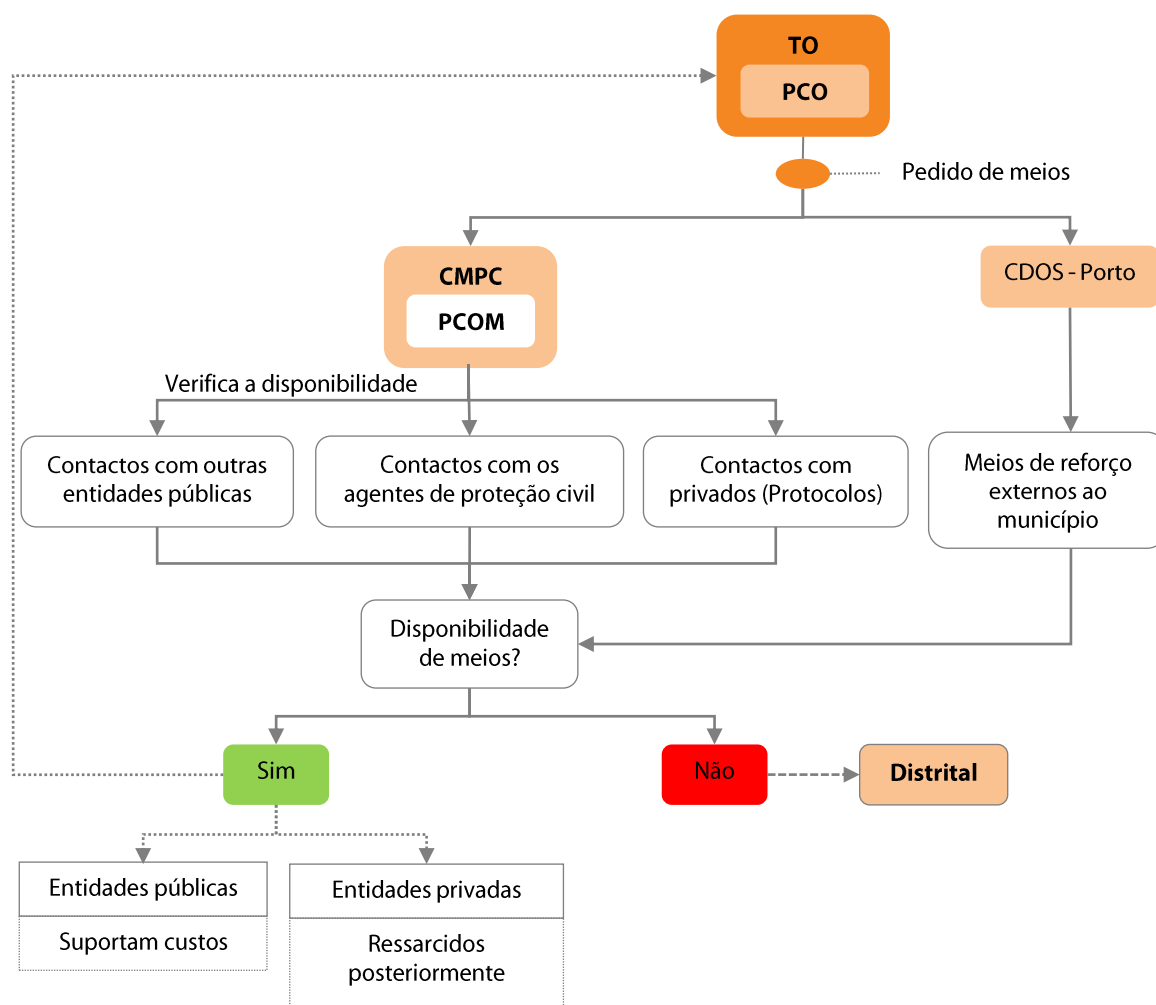 TO
PCO
Pedido de meios
CMPC
PCOM
CDOS - Porto
Verifica a disponibilidade
Contactos com outras
entidades públicas
Contactos com os
agentes de proteção civil
Contactos com
privados (Protocolos)
Meios de reforço
externos ao
município
Disponibilidade
de meios?
Sim
Não
Distrital
Entidades públicas
Suportam custos
Entidades privadas
Ressarcidos
posteriormente